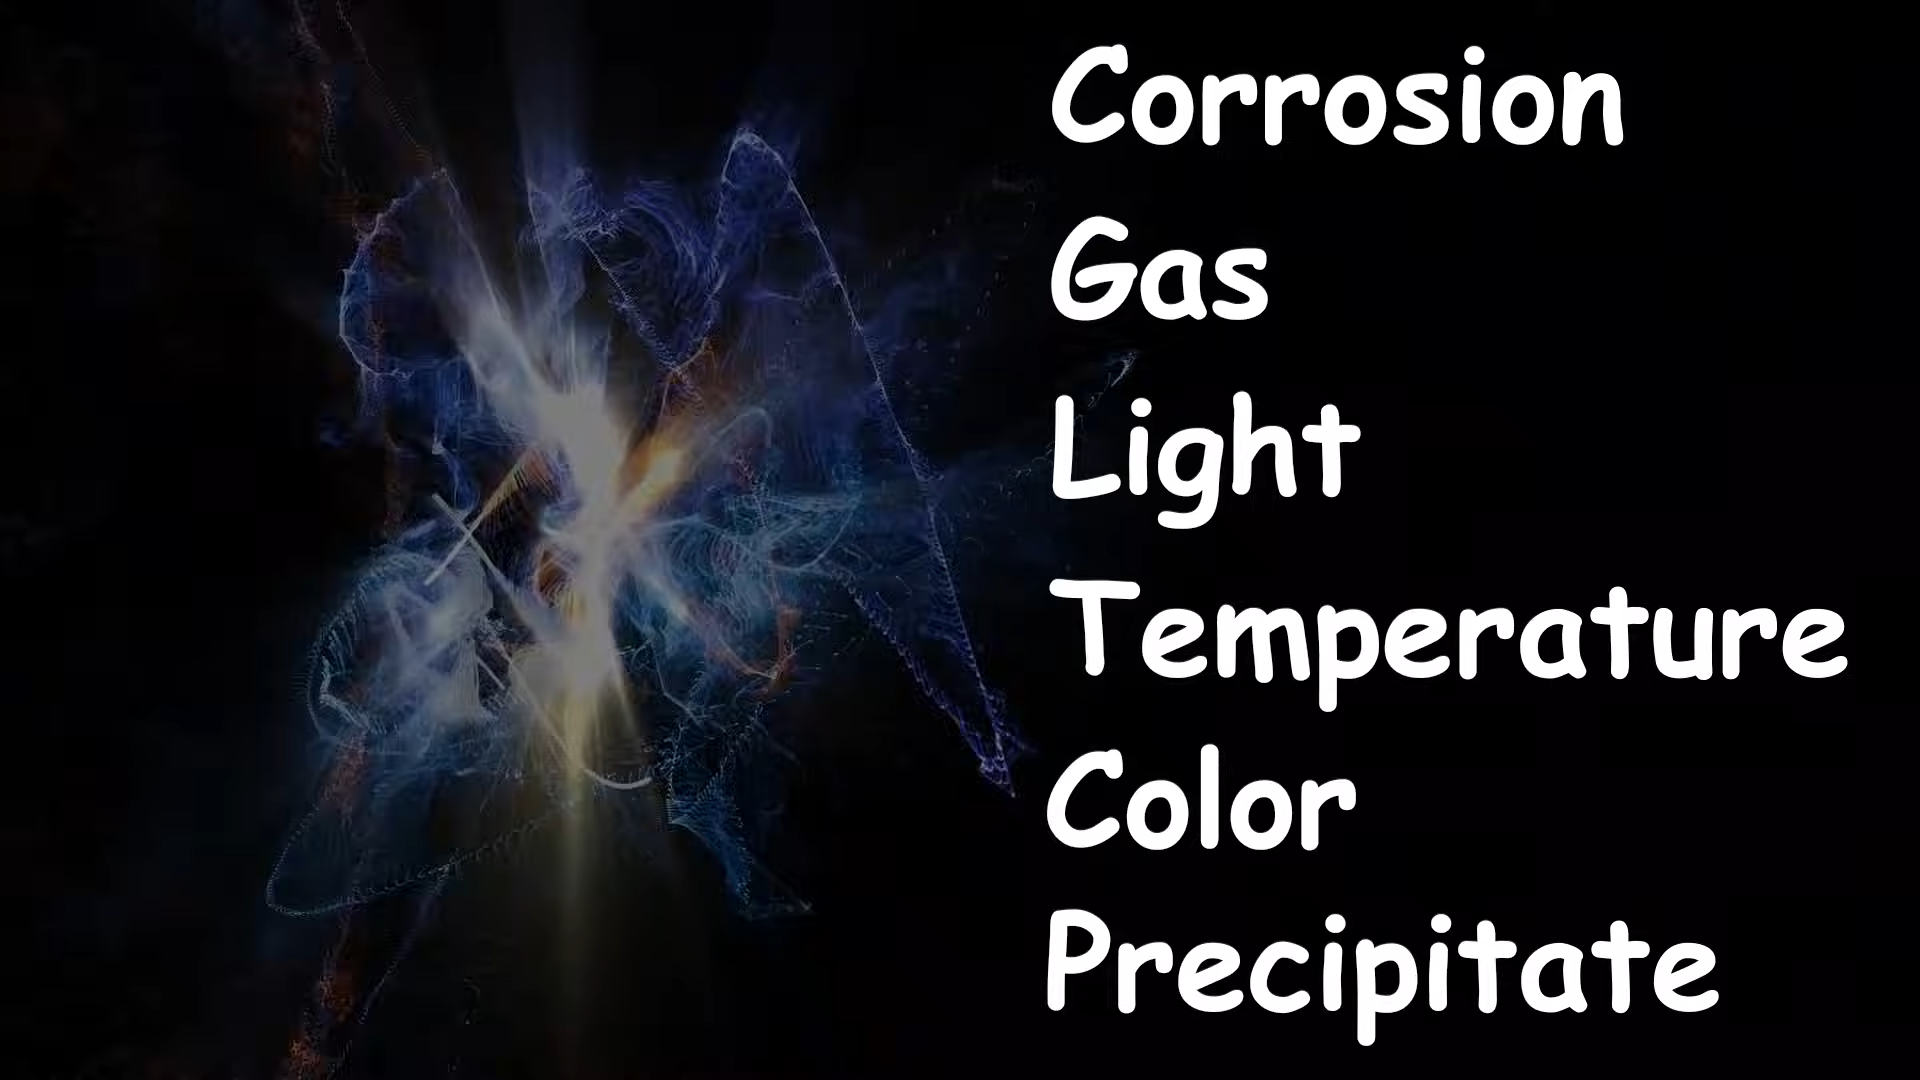 Corrosion
Gas
Light
Temperature
Color
Precipitate